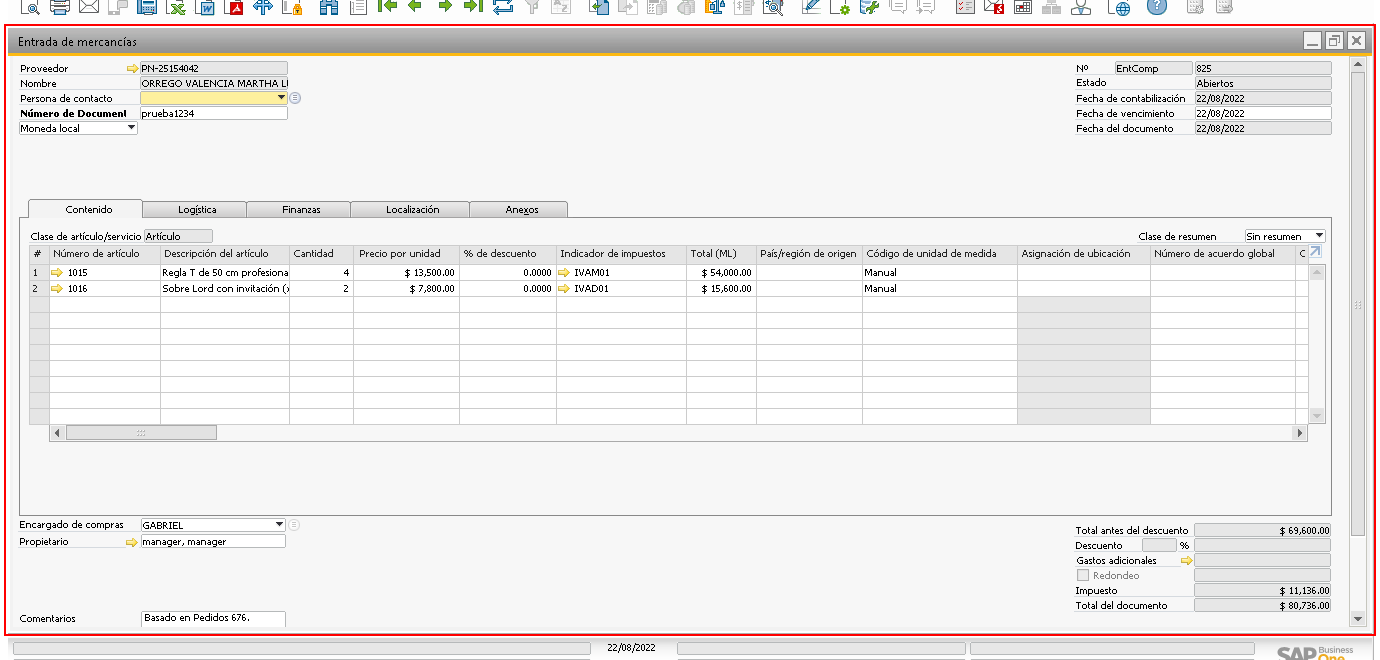 Entrada de mercancías
Proveedor PN-25154042
Nombre ORREGO VALENCIA MARTHA L
Persona de contacto
Número de Document prueba1234
Moneda local
Nº EntComp 825
Estado Abiertos
Fecha de contabilización 22/08/2022
Fecha de vencimiento 22/08/2022
Fecha del documento 22/08/2022
Contenido Logística Finanzas Localización Anexos
Clase de artículo/servicio Artículo
Clase de resumen Sin resumen
# Número de artículo Descripción del artículo Cantidad Precio por unidad % de descuento Indicador de impuestos Total (ML) País/región de origen Código de unidad de medida Asignación de ubicación Número de acuerdo global C
1 1015 Regla T de 50 cm profesiona 4 $ 13,500.00 0.0000 IVAM01 $ 54,000.00 Manual
2 1016 Sobre Lord con invitación (x 2 $ 7,800.00 0.0000 IVAD01 $ 15,600.00 Manual
Encargado de compras GABRIEL
Propietario manager, manager
Comentarios Basado en Pedidos 676.
Total antes del descuento $ 69,600.00
Descuento %
Gastos adicionales
Redondeo
Impuesto $ 11,136.00
Total del documento $ 80,736.00
22/08/2022
SAP Business
One